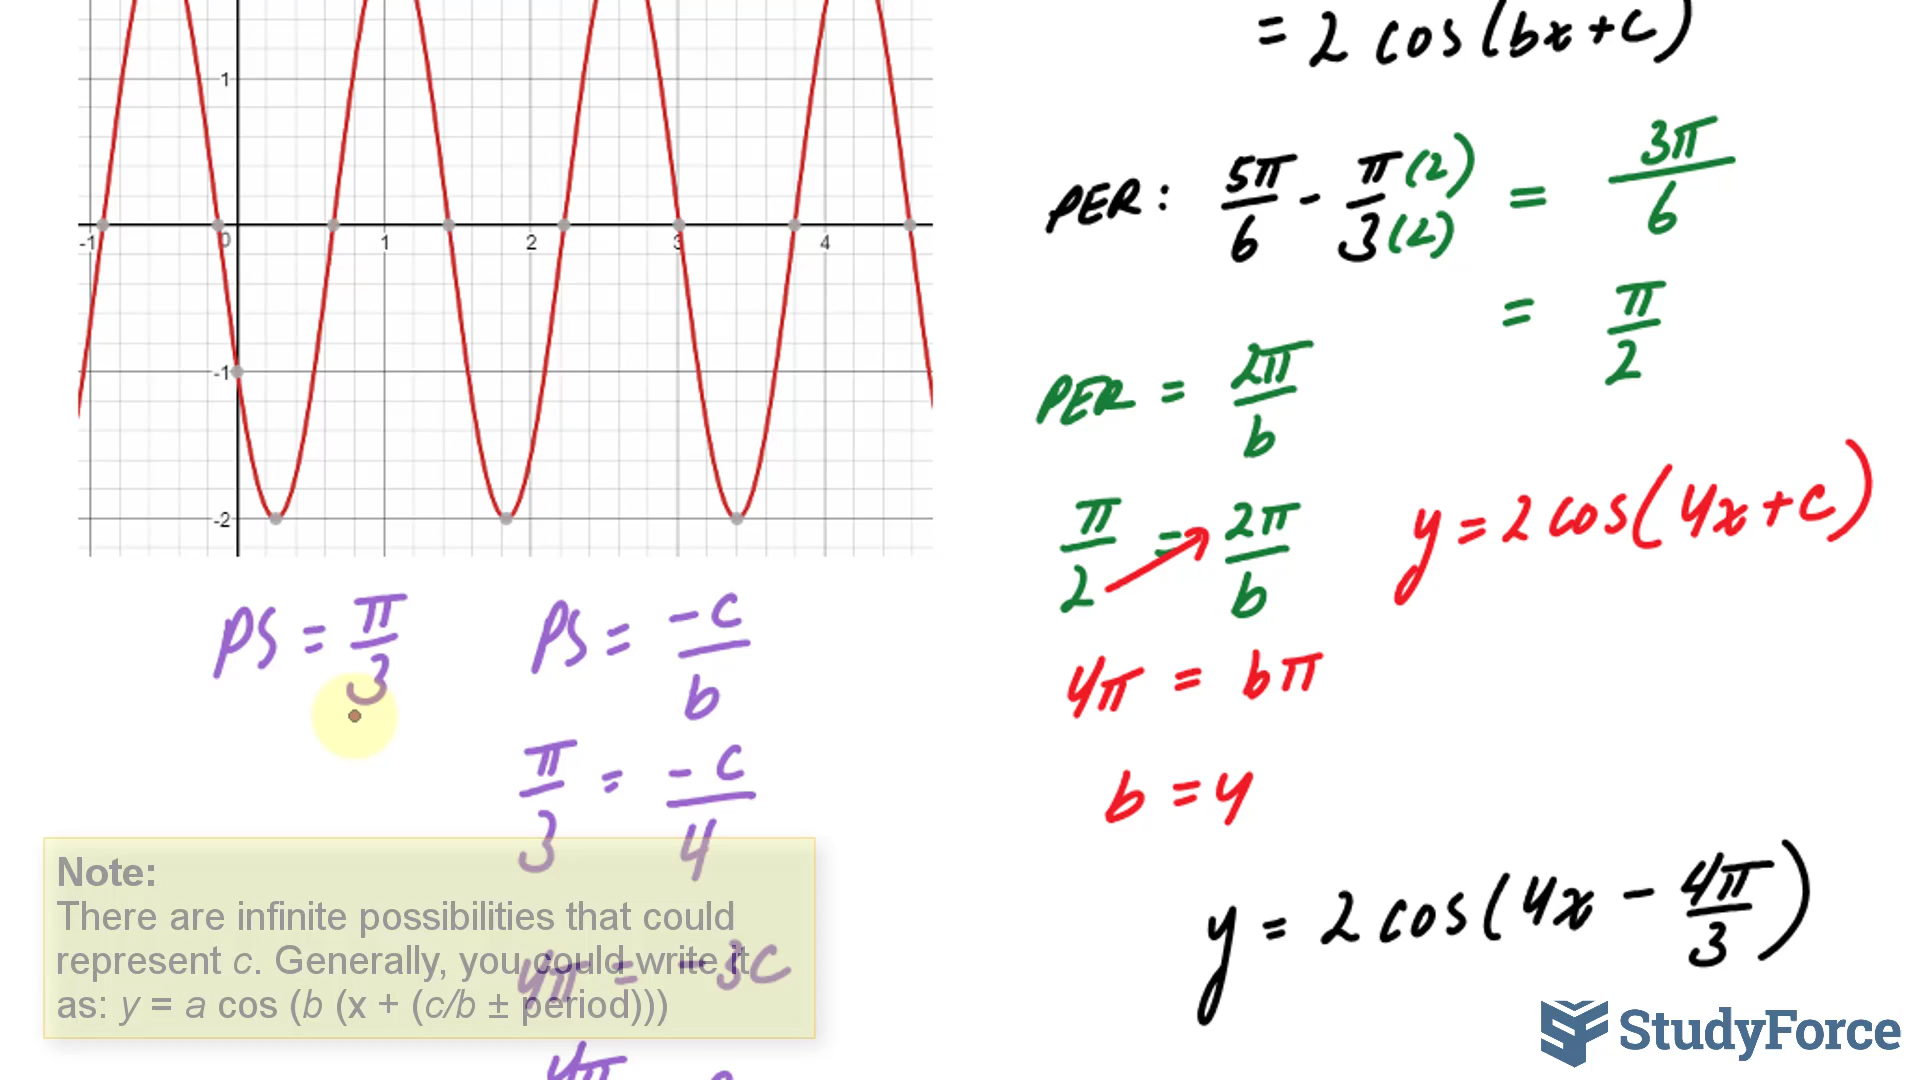 1
-1 0 1 2 3 4
-1
-2
PS = π/3
PS = -c/b
π/3 = -c/4
4π = -3c
Note:
There are infinite possibilities that could
represent c. Generally, you could write it
as: y = a cos (b (x + (c/b ± period)))
= 2 cos(bx+c)
PER: 5π/6 - π(2)/3(2) = 3π/6
= π/2
PER = 2π/b
π/2 = 2π/b
y = 2 cos(4x+c)
4π = bπ
b = 4
y = 2 cos(4x - 4π/3)
StudyForce